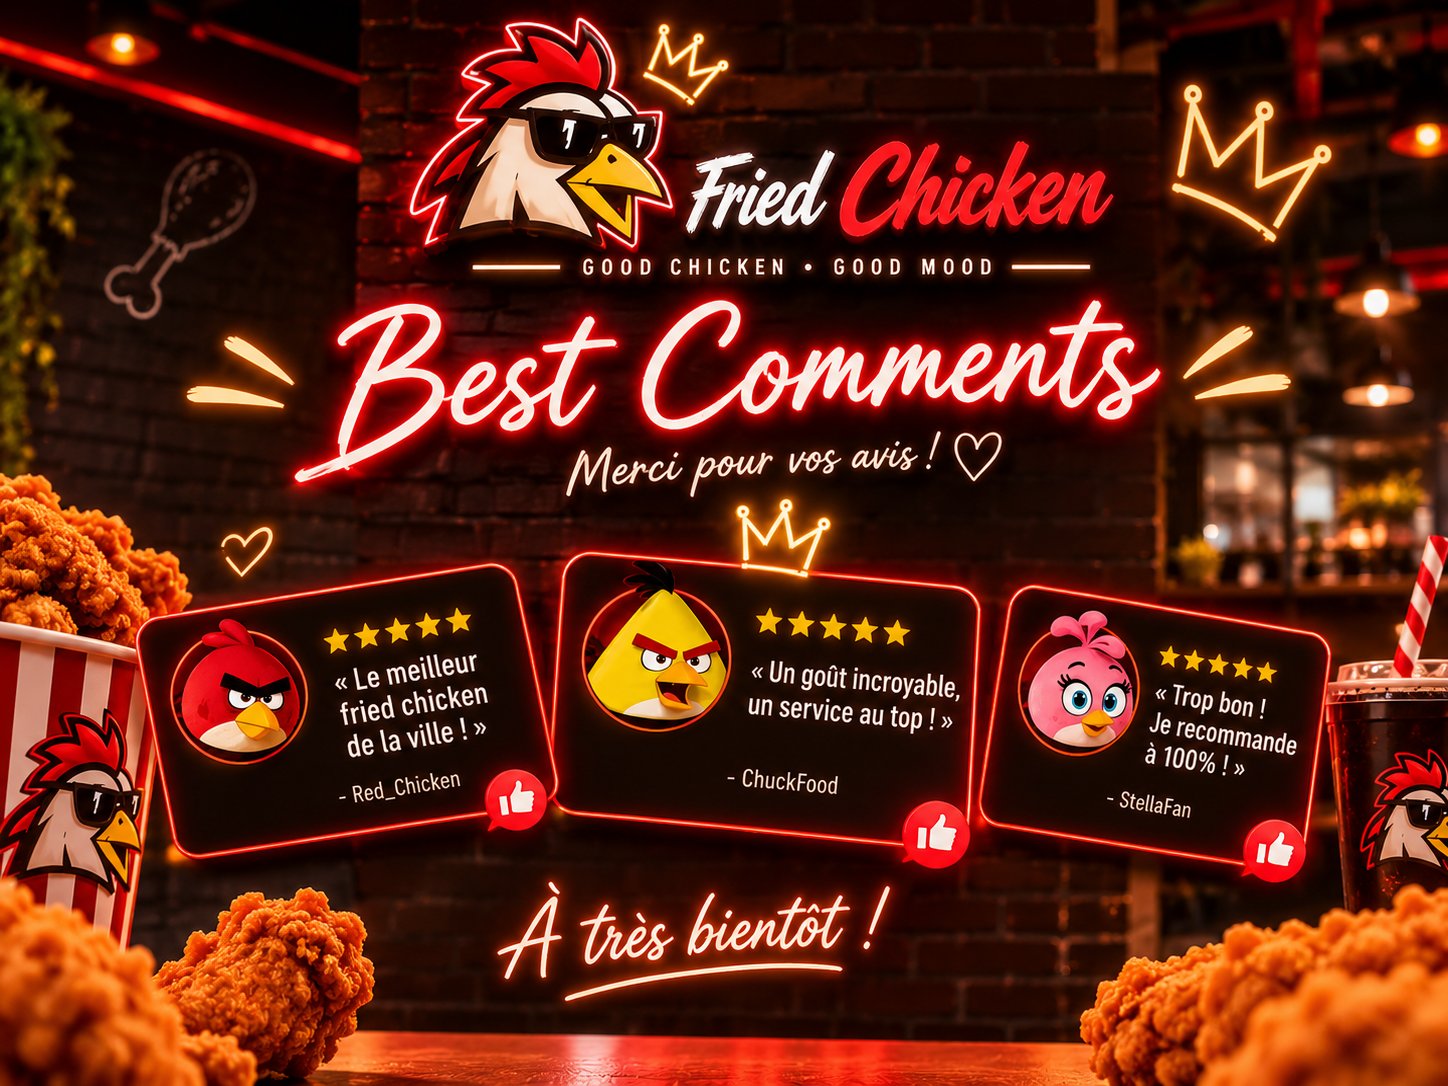 Fried Chicken
GOOD CHICKEN • GOOD MOOD
Best Comments
Merci pour vos avis !
« Le meilleur
fried chicken
de la ville ! »
- Red_Chicken
« Un goût incroyable,
un service au top ! »
- ChuckFood
« Trop bon !
Je recommande
à 100% ! »
- StellaFan
À très bientôt !